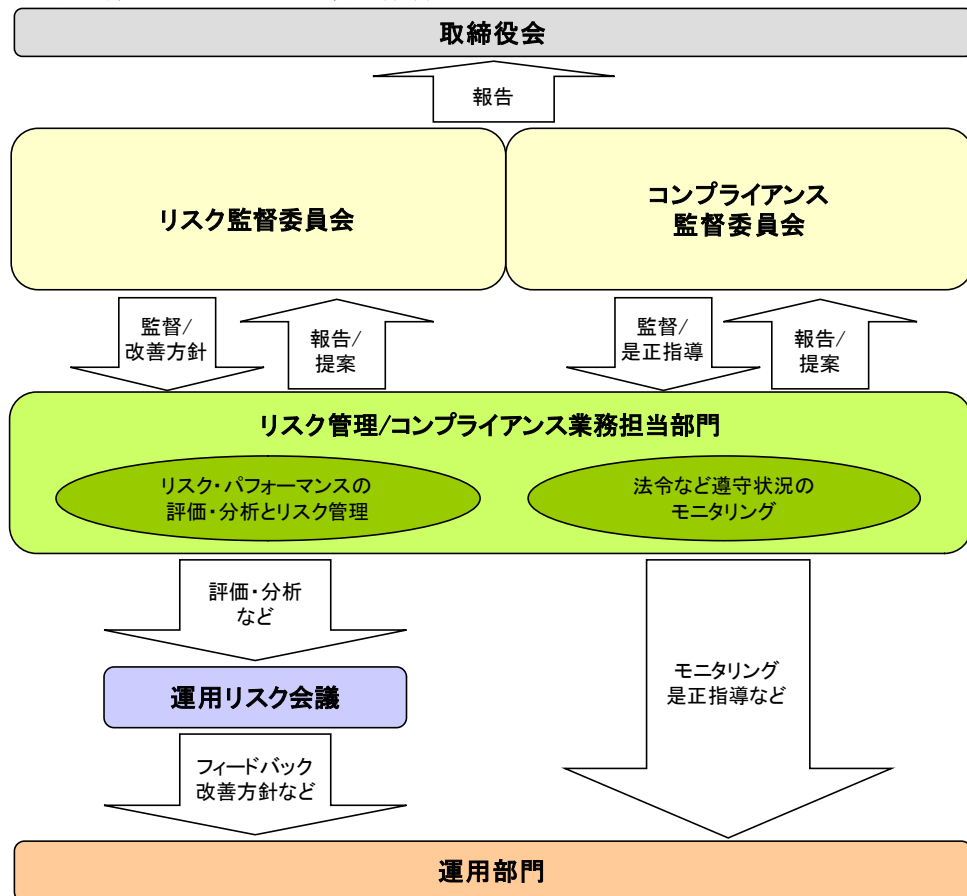 取締役会
報告
リスク監督委員会
コンプライアンス
監督委員会
監督/
改善方針
報告/
提案
監督/
是正指導
報告/
提案
リスク管理/コンプライアンス業務担当部門
リスク・パフォーマンスの
評価・分析とリスク管理
法令など遵守状況の
モニタリング
評価・分析
など
運用リスク会議
モニタリング
是正指導など
フィードバック
改善方針など
運用部門